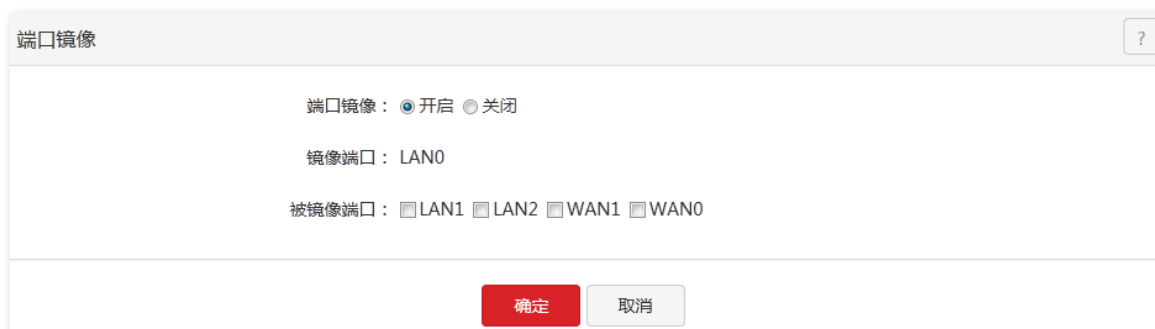 端口镜像
?
端口镜像： 开启 关闭
镜像端口： LAN0
被镜像端口： LAN1 LAN2 WAN1 WAN0
确定 取消